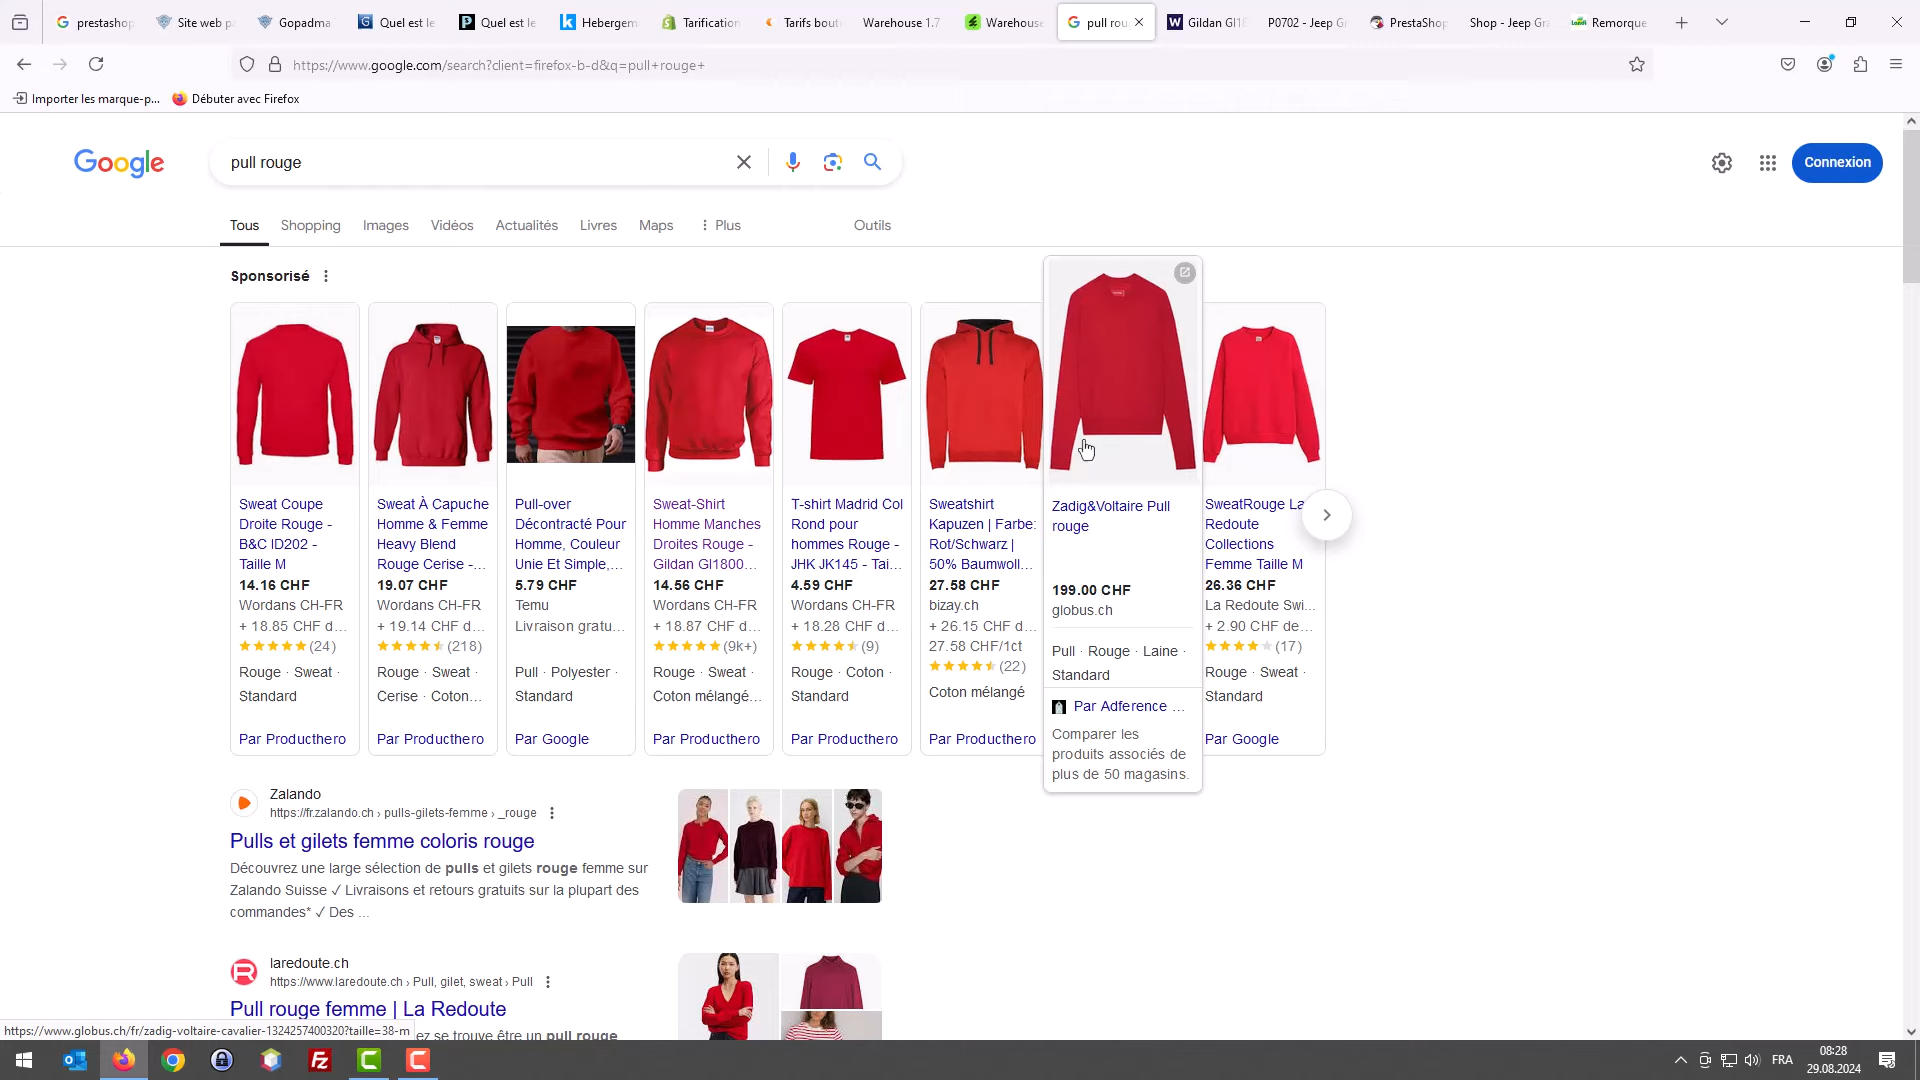 prestashop
Site web pa
Gopadma
Quel est le
Quel est le
Hebergem
Tarification
Tarifs bout
Warehouse 1.7
Warehouse
pull rou
Gildan Gl18
P0702 - Jeep Gr
PrestaShop
Shop - Jeep Gra
Remorque
https://www.google.com/search?client=firefox-b-d&q=pull+rouge+
Importer les marque-p...
Débuter avec Firefox
Google
pull rouge
Connexion
Tous
Shopping
Images
Vidéos
Actualités
Livres
Maps
Plus
Outils
Sponsorisé
Sweat Coupe
Droite Rouge -
B&C ID202 -
Taille M
14.16 CHF
Wordans CH-FR
+ 18.85 CHF d...
(24)
Rouge · Sweat ·
Standard
Par Producthero
Sweat À Capuche
Homme & Femme
Heavy Blend
Rouge Cerise -...
19.07 CHF
Wordans CH-FR
+ 19.14 CHF d...
(218)
Rouge · Sweat ·
Cerise · Coton...
Par Producthero
Pull-over
Décontracté Pour
Homme, Couleur
Unie Et Simple,...
5.79 CHF
Temu
Livraison gratu...
Pull · Polyester ·
Standard
Par Google
Sweat-Shirt
Homme Manches
Droites Rouge -
Gildan Gl1800...
14.56 CHF
Wordans CH-FR
+ 18.87 CHF d...
(9k+)
Rouge · Sweat ·
Coton mélangé...
Par Producthero
T-shirt Madrid Col
Rond pour
hommes Rouge -
JHK JK145 - Tai...
4.59 CHF
Wordans CH-FR
+ 18.28 CHF d...
(9)
Rouge · Coton ·
Standard
Par Producthero
Sweatshirt
Kapuzen | Farbe:
Rot/Schwarz |
50% Baumwoll...
27.58 CHF
bizay.ch
+ 26.15 CHF d...
27.58 CHF/1ct
(22)
Coton mélangé
Par Producthero
Zadig&Voltaire Pull
rouge
199.00 CHF
globus.ch
Pull · Rouge · Laine ·
Standard
Par Adference ...
Comparer les
produits associés de
plus de 50 magasins.
SweatRouge La
Redoute
Collections
Femme Taille M
26.36 CHF
La Redoute Swi...
+ 2.90 CHF de...
(17)
Rouge · Sweat ·
Standard
Par Google
Zalando
https://fr.zalando.ch › pulls-gilets-femme › _rouge
Pulls et gilets femme coloris rouge
Découvrez une large sélection de pulls et gilets rouge femme sur
Zalando Suisse ✓ Livraisons et retours gratuits sur la plupart des
commandes* ✓ Des ...
laredoute.ch
https://www.laredoute.ch › Pull, gilet, sweat › Pull
Pull rouge femme | La Redoute
ez se trouve être un pull rouge
https://www.globus.ch/fr/zadig-voltaire-cavalier-1324257400320?taille=38-m
FRA
08:28
29.08.2024